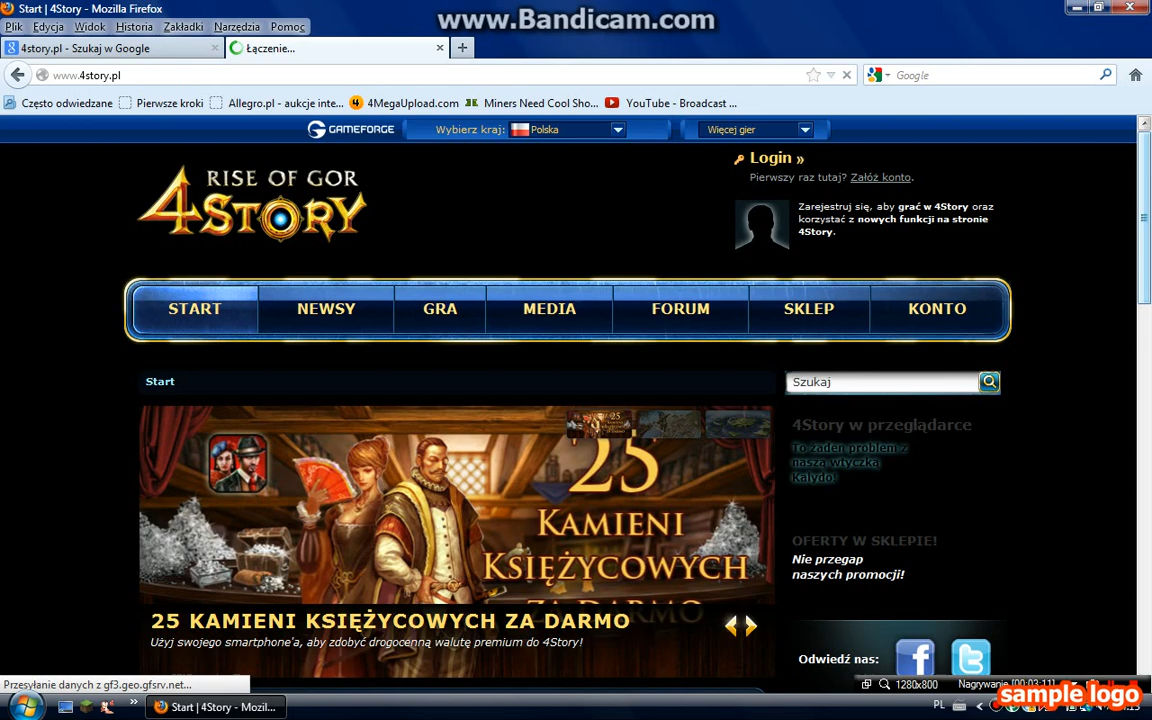 Start | 4Story - Mozilla Firefox
www.Bandicam.com
Plik Edycja Widok Historia Zakładki Narzędzia Pomoc
4story.pl - Szukaj w Google
Łączenie...
www.4story.pl
Google
Często odwiedzane Pierwsze kroki Allegro.pl - aukcje inte... 4MegaUpload.com Miners Need Cool Sho... YouTube - Broadcast ...
GAMEFORGE Wybierz kraj: Polska Więcej gier
RISE OF GOR
4STORY
Login »
Pierwszy raz tutaj? Załóż konto.
Zarejestruj się, aby grać w 4Story oraz
korzystać z nowych funkcji na stronie
4Story.
START NEWSY GRA MEDIA FORUM SKLEP KONTO
Start
Szukaj
4Story w przeglądarce
To żaden problem z
naszą wtyczką
Kalydo!
25
KAMIENI
KSIĘŻYCOWYCH
ZA DARMO
OFERTY W SKLEPIE!
Nie przegap
naszych promocji!
25 KAMIENI KSIĘŻYCOWYCH ZA DARMO
Użyj swojego smartphone'a, aby zdobyć drogocenną walutę premium do 4Story!
Odwiedź nas:
Przesyłanie danych z gf3.geo.gfsrv.net...
1280x800 Nagrywanie [00:03:11]
sample logo
Start | 4Story - Mozil...
PL